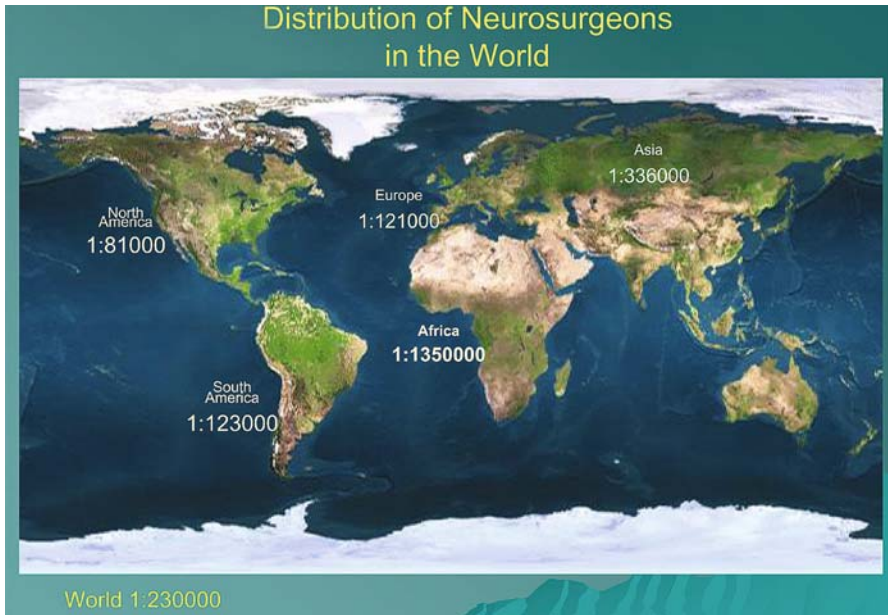 Distribution of Neurosurgeons
in the World
Asia
1:336000
Europe
1:121000
North
America
1:81000
Africa
1:1350000
South
America
1:123000
World 1:230000